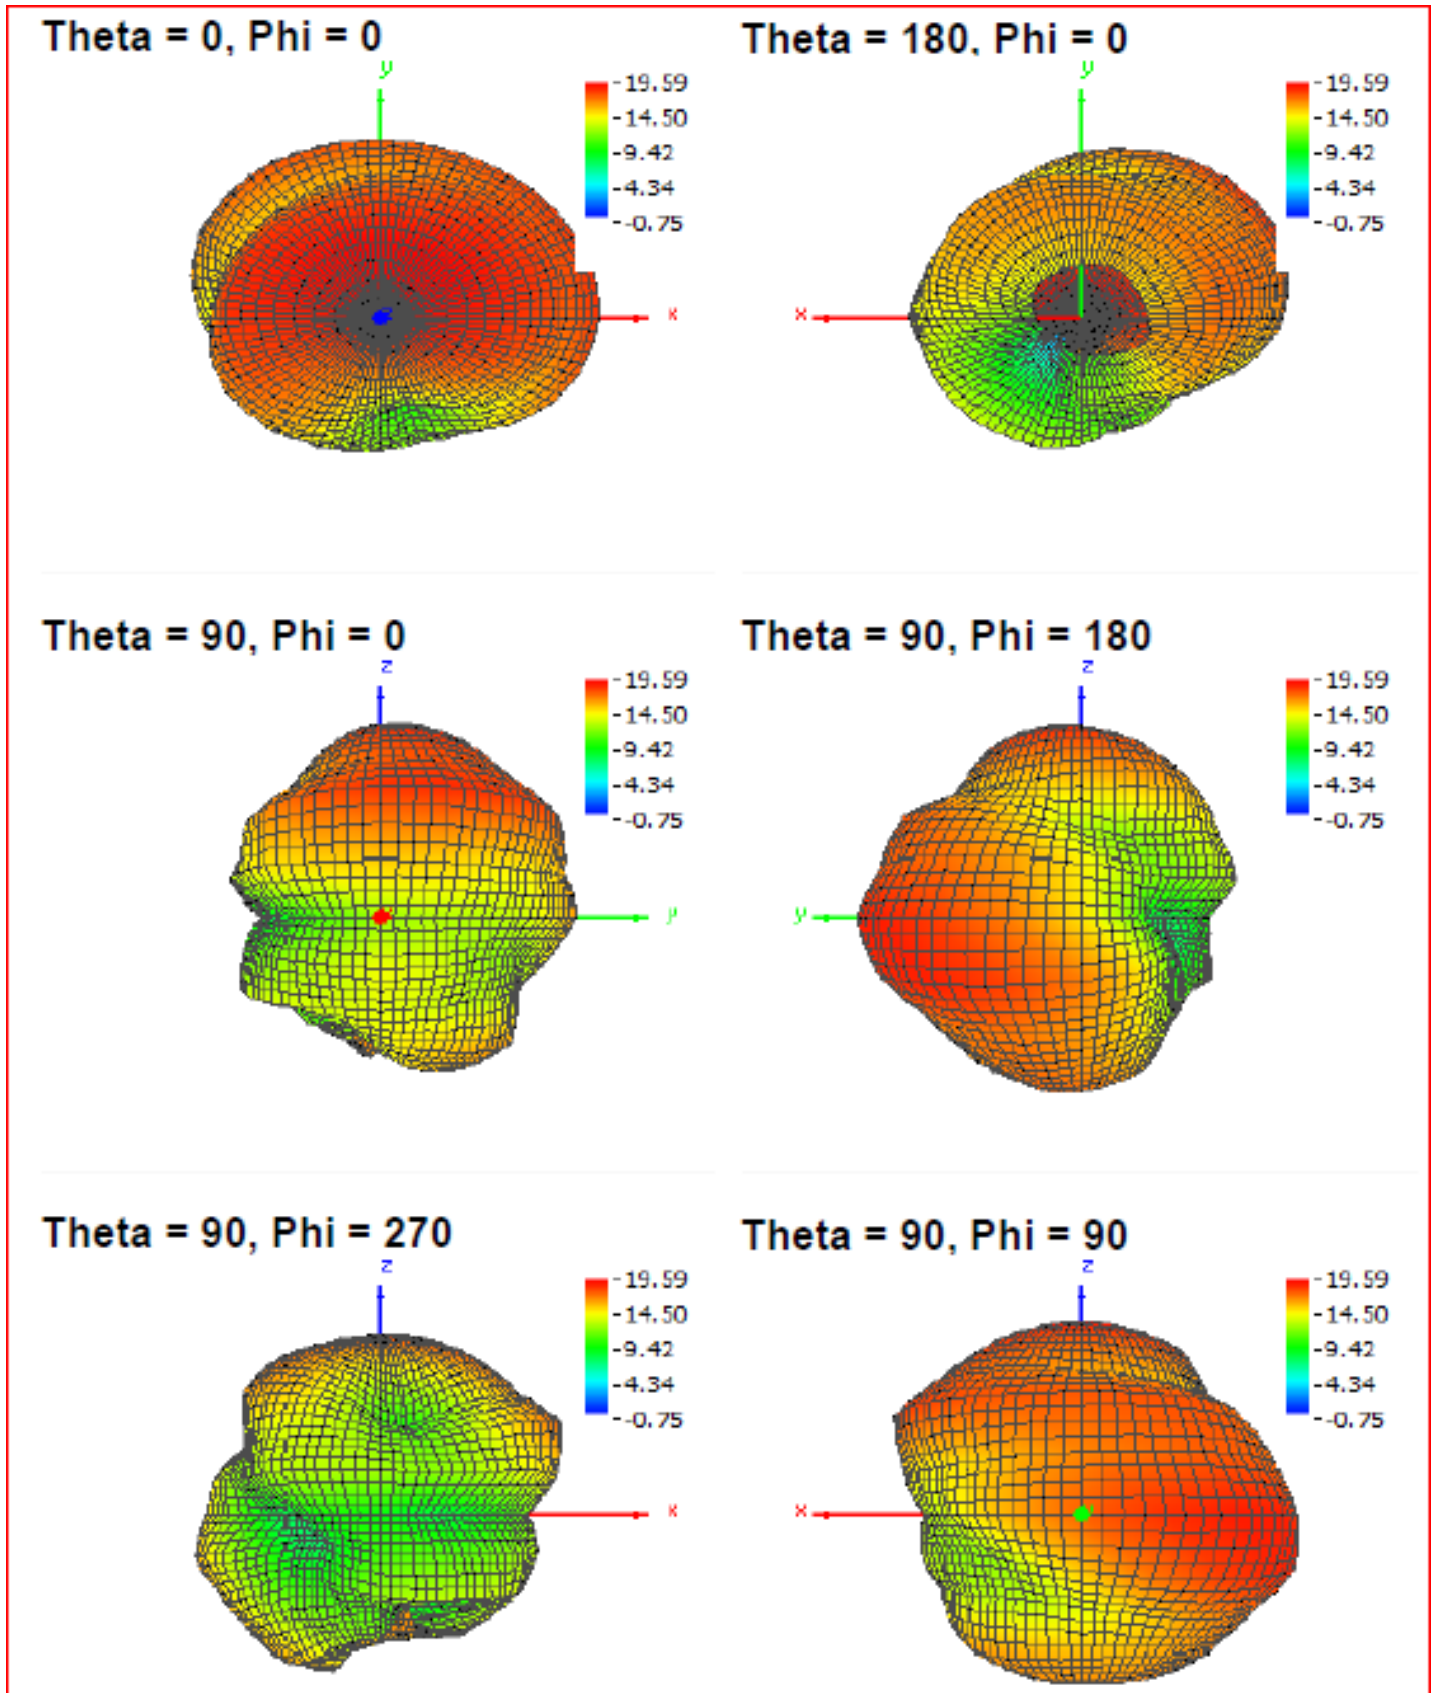 Theta = 0, Phi = 0
y
-19.59
-14.50
-9.42
-4.34
--0.75
x
Theta = 180, Phi = 0
y
-19.59
-14.50
-9.42
-4.34
--0.75
x
Theta = 90, Phi = 0
z
-19.59
-14.50
-9.42
-4.34
--0.75
y
Theta = 90, Phi = 180
z
-19.59
-14.50
-9.42
-4.34
--0.75
y
Theta = 90, Phi = 270
z
-19.59
-14.50
-9.42
-4.34
--0.75
x
Theta = 90, Phi = 90
z
-19.59
-14.50
-9.42
-4.34
--0.75
x